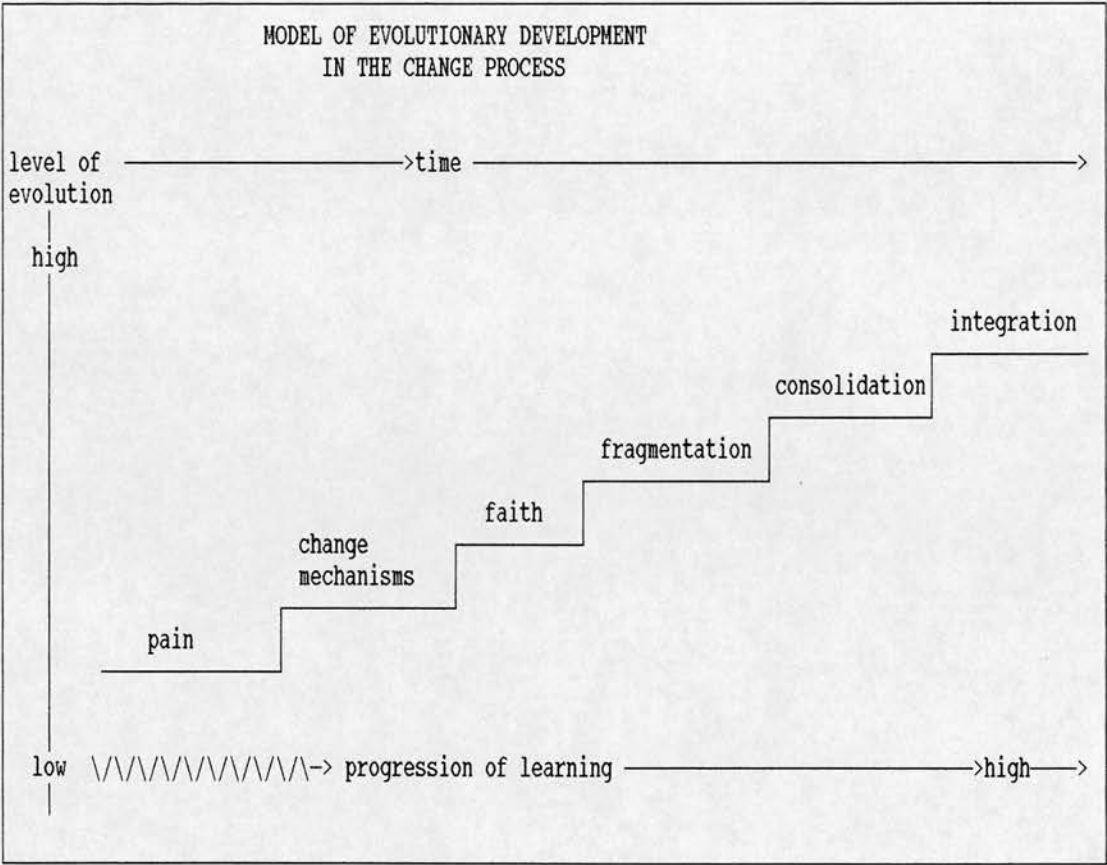 MODEL OF EVOLUTIONARY DEVELOPMENT
IN THE CHANGE PROCESS
level of
evolution
>time >
high
integration
consolidation
fragmentation
faith
change
mechanisms
pain
low \/\/\/\/\/\/\/\/\/\-> progression of learning >high >